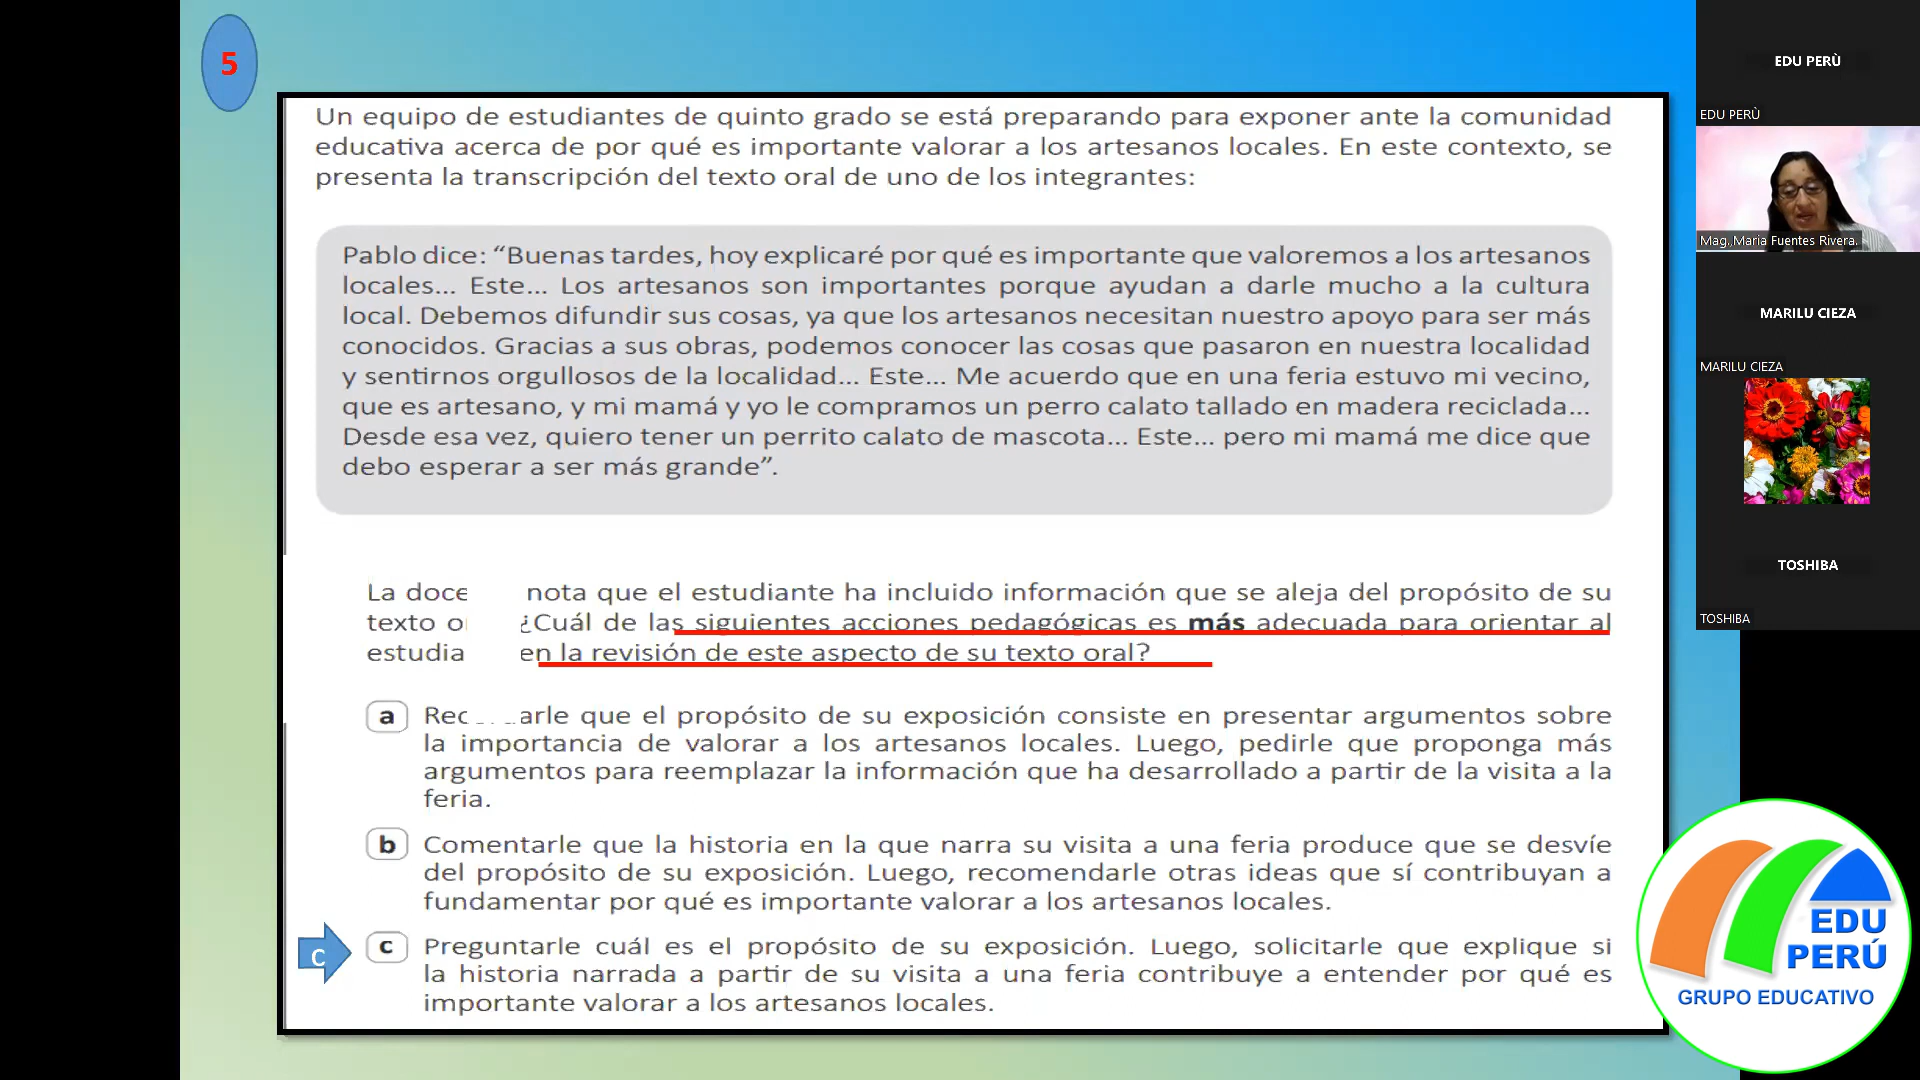 5
Un equipo de estudiantes de quinto grado se está preparando para exponer ante la comunidad
educativa acerca de por qué es importante valorar a los artesanos locales. En este contexto, se
presenta la transcripción del texto oral de uno de los integrantes:
Pablo dice: “Buenas tardes, hoy explicaré por qué es importante que valoremos a los artesanos
locales... Este... Los artesanos son importantes porque ayudan a darle mucho a la cultura
local. Debemos difundir sus cosas, ya que los artesanos necesitan nuestro apoyo para ser más
conocidos. Gracias a sus obras, podemos conocer las cosas que pasaron en nuestra localidad
y sentirnos orgullosos de la localidad... Este... Me acuerdo que en una feria estuvo mi vecino,
que es artesano, y mi mamá y yo le compramos un perro calato tallado en madera reciclada...
Desde esa vez, quiero tener un perrito calato de mascota... Este... pero mi mamá me dice que
debo esperar a ser más grande”.
La doce nota que el estudiante ha incluido información que se aleja del propósito de su
texto o ¿Cuál de las siguientes acciones pedagógicas es más adecuada para orientar al
estudia en la revisión de este aspecto de su texto oral?
a Rec arle que el propósito de su exposición consiste en presentar argumentos sobre
la importancia de valorar a los artesanos locales. Luego, pedirle que proponga más
argumentos para reemplazar la información que ha desarrollado a partir de la visita a la
feria.
b Comentarle que la historia en la que narra su visita a una feria produce que se desvíe
del propósito de su exposición. Luego, recomendarle otras ideas que sí contribuyan a
fundamentar por qué es importante valorar a los artesanos locales.
C
c Preguntarle cuál es el propósito de su exposición. Luego, solicitarle que explique si
la historia narrada a partir de su visita a una feria contribuye a entender por qué es
importante valorar a los artesanos locales.
EDU PERÙ
EDU PERÙ
Mag. Maria Fuentes Rivera.
MARILU CIEZA
MARILU CIEZA
TOSHIBA
TOSHIBA
EDU
PERÚ
GRUPO EDUCATIVO